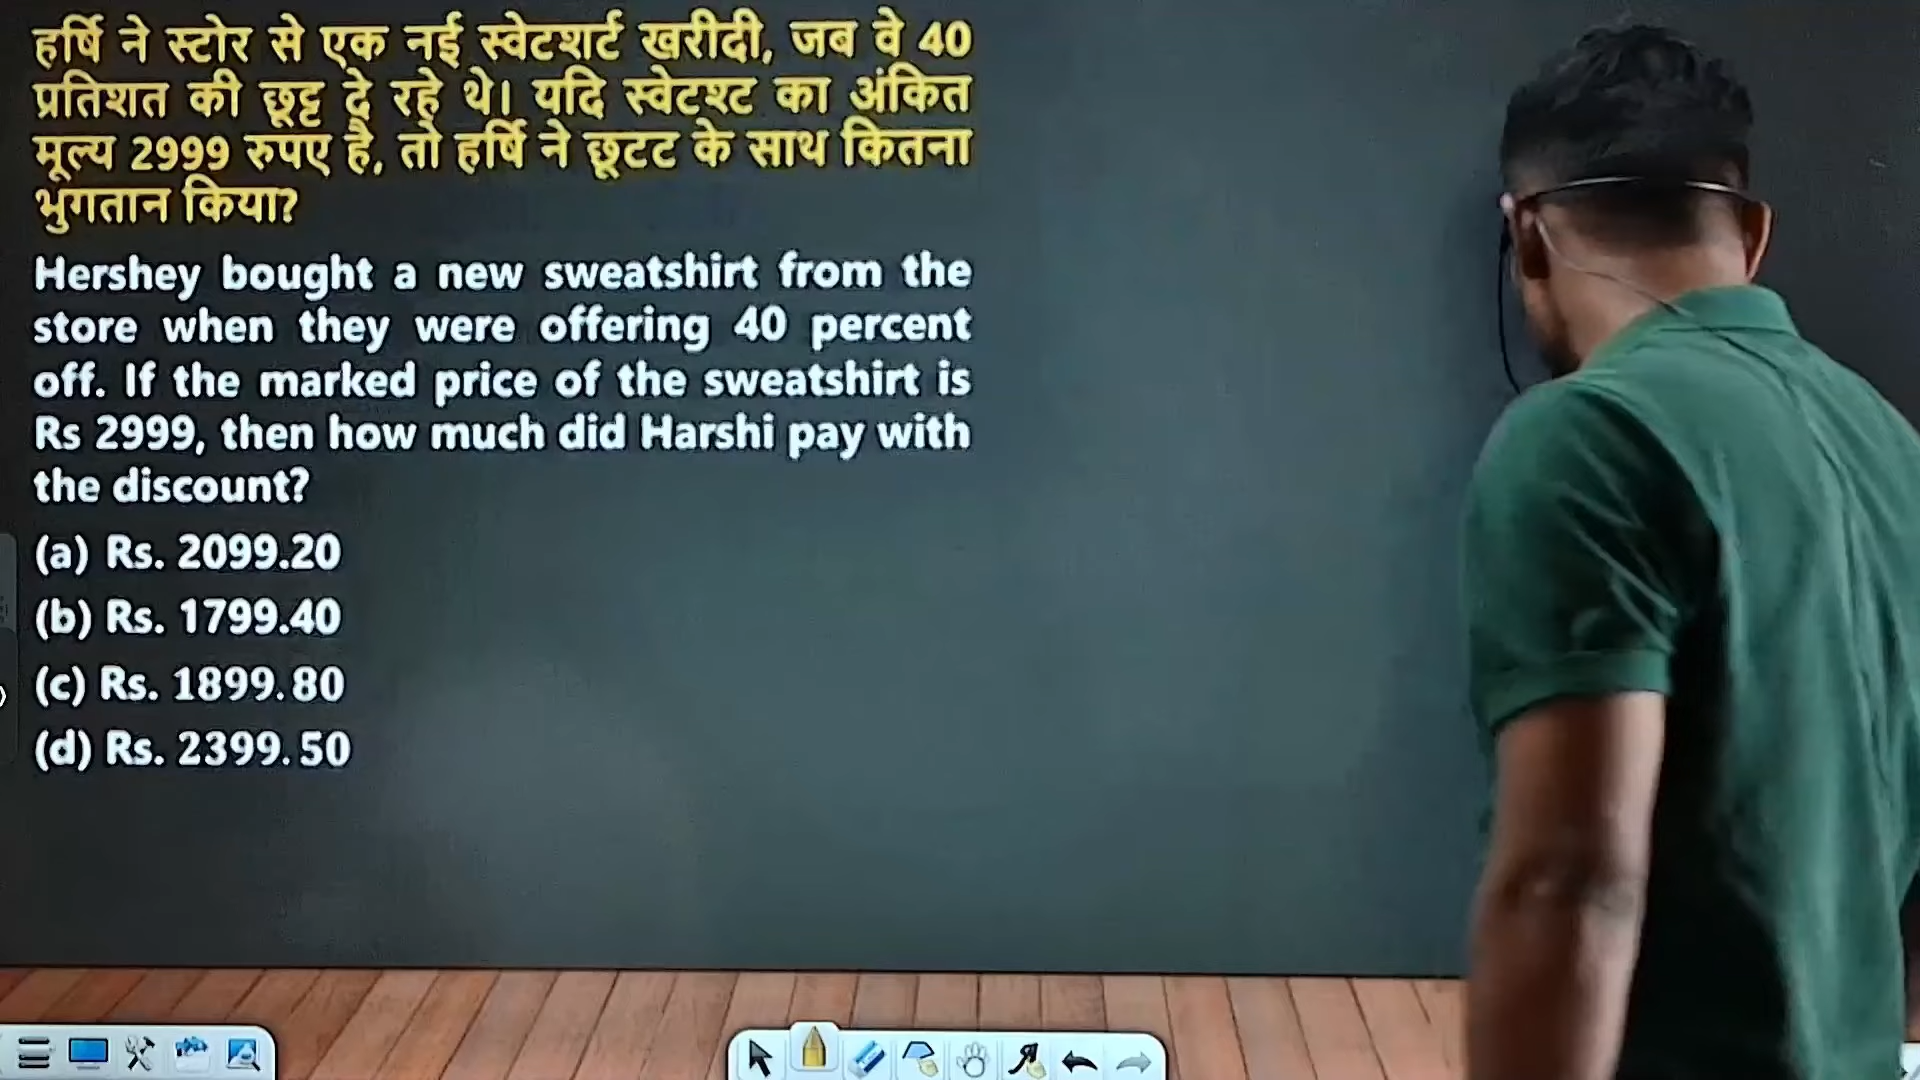 हर्षि ने स्टोर से एक नई स्वेटशर्ट खरीदी, जब वे 40
प्रतिशत की छूट्ट दे रहे थे। यदि स्वेटश्ट का अंकित
मूल्य 2999 रुपए है, तो हर्षि ने छूटट के साथ कितना
भुगतान किया?
Hershey bought a new sweatshirt from the
store when they were offering 40 percent
off. If the marked price of the sweatshirt is
Rs 2999, then how much did Harshi pay with
the discount?
(a) Rs. 2099.20
(b) Rs. 1799.40
(c) Rs. 1899.80
(d) Rs. 2399.50